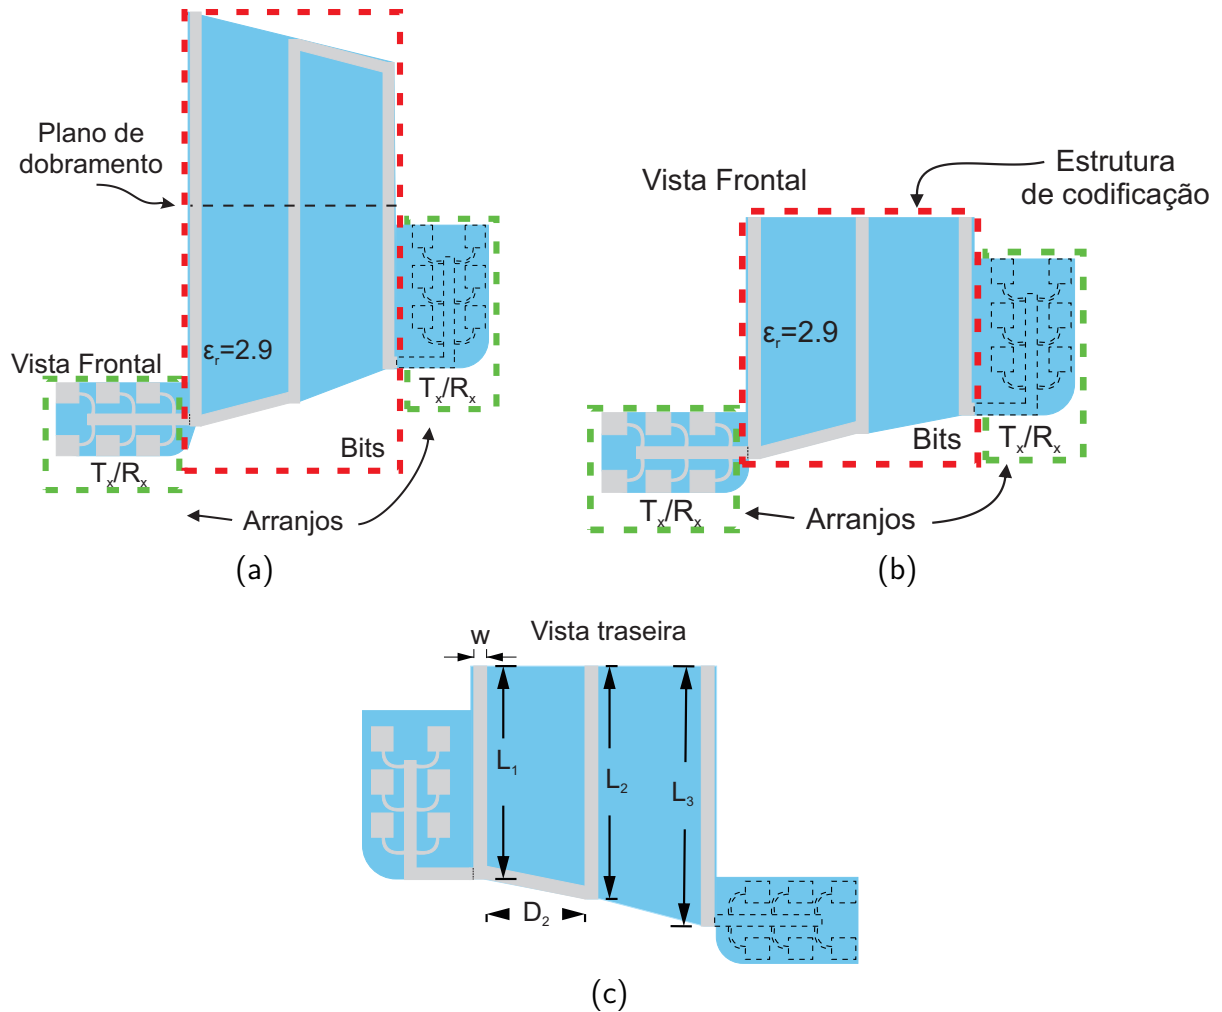 Plano de
dobramento
Vista Frontal
εr=2.9
Tx/Rx
Tx/Rx
Bits
Arranjos
(a)
Vista Frontal
Estrutura
de codificação
εr=2.9
Bits
Tx/Rx
Tx/Rx
Arranjos
(b)
Vista traseira
w
L1
L2
L3
D2
(c)